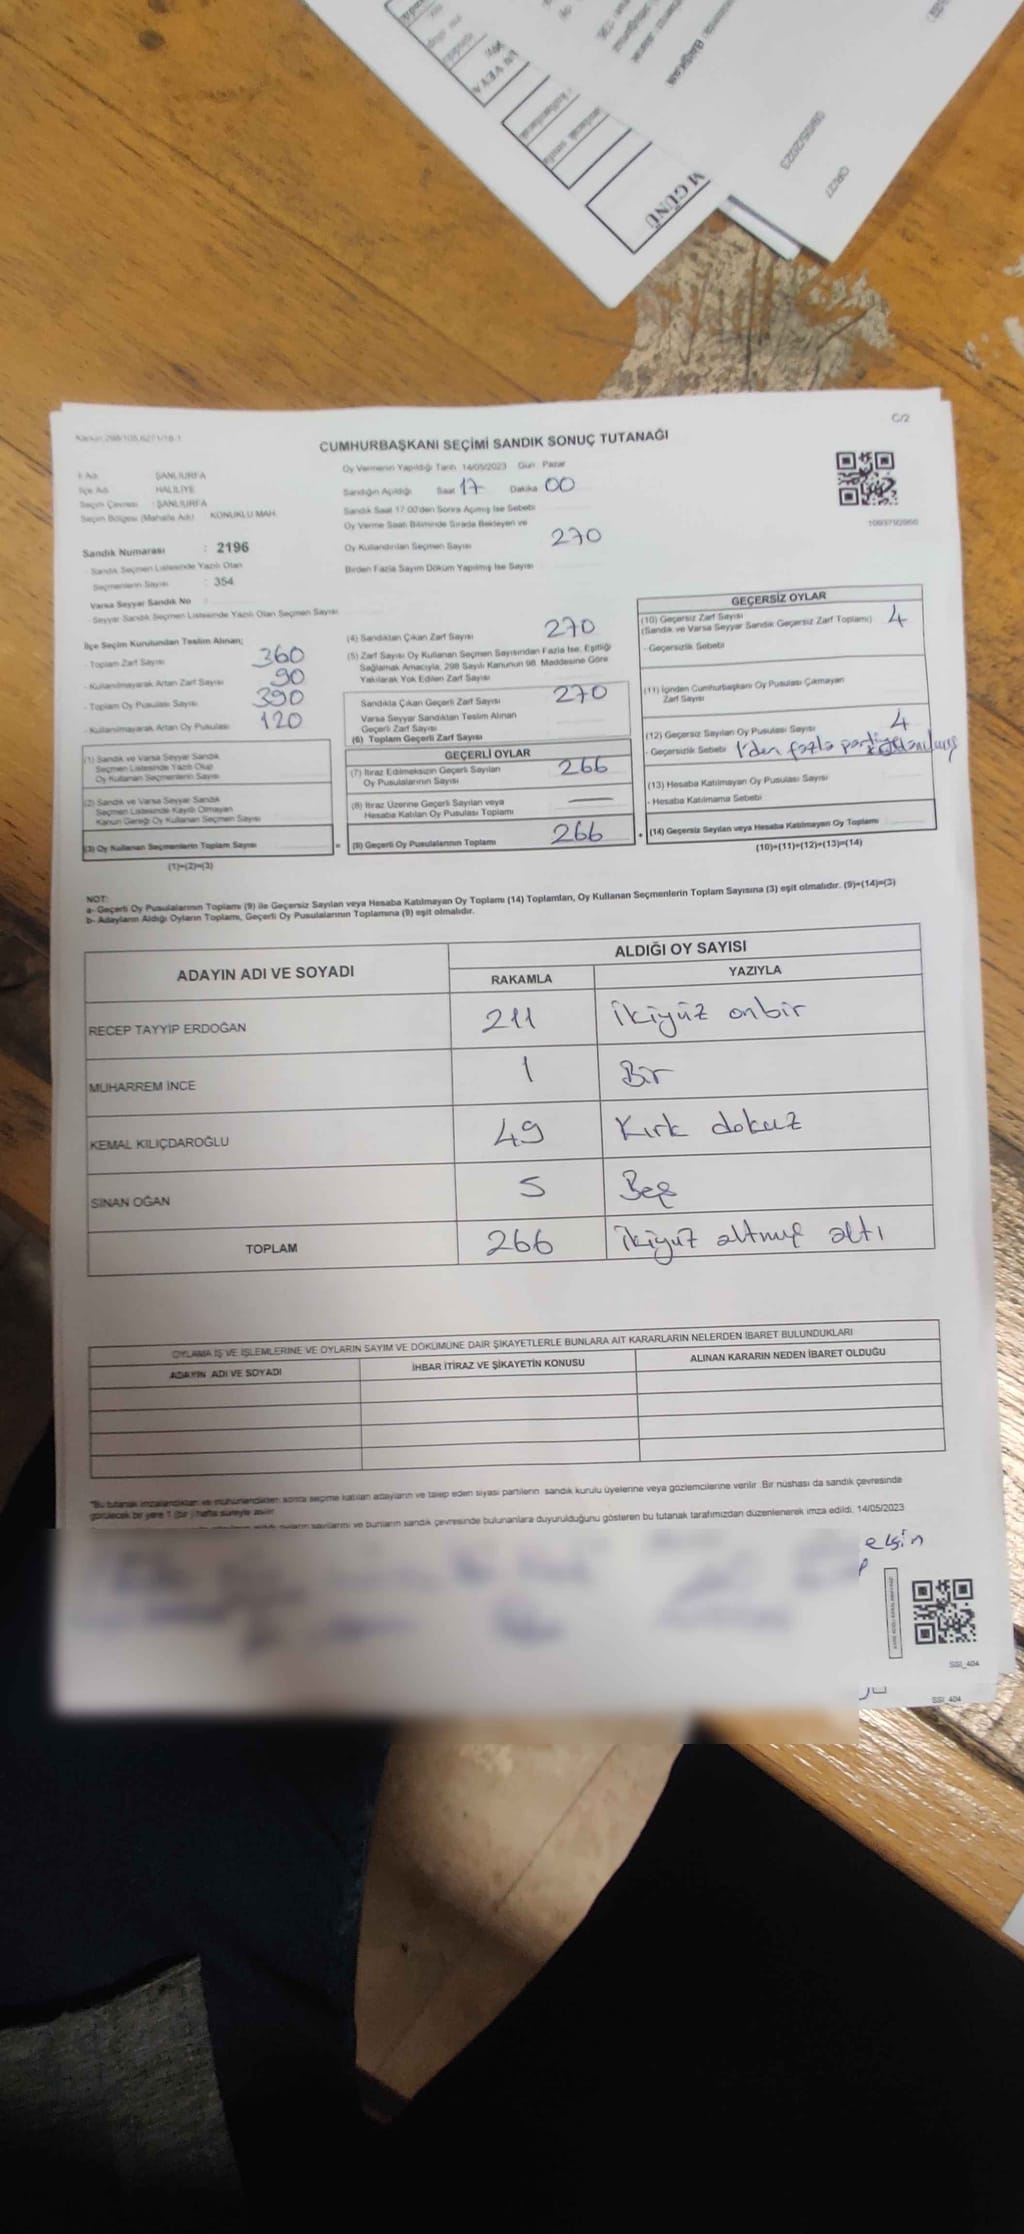 M GÜNÜ
09/05/2023
ORJ27
Başkan
C/2
Kanun:298/105,6271/18-1
CUMHURBAŞKANI SEÇİMİ SANDIK SONUÇ TUTANAĞI
İl Adı : ŞANLIURFA
İlçe Adı : HALİLİYE
Seçim Çevresi : ŞANLIURFA
Seçim Bölgesi (Mahalle Adı) : KONUKLU MAH.
Sandık Numarası : 2196
- Sandık Seçmen Listesinde Yazılı Olan
Seçmenlerin Sayısı : 354
Varsa Seyyar Sandık No
- Seyyar Sandık Seçmen Listesinde Yazılı Olan Seçmen Sayısı
Oy Vermenin Yapıldığı Tarih 14/05/2023 Gün Pazar
Sandığın Açıldığı Saat 17 Dakika 00
Sandık Saat 17.00'den Sonra Açılmış İse Sebebi
Oy Verme Saati Bitiminde Sırada Bekleyen ve
Oy Kullandırılan Seçmen Sayısı 270
Birden Fazla Sayım Döküm Yapılmış İse Sayısı
İlçe Seçim Kurulundan Teslim Alınan;
- Toplam Zarf Sayısı 360
- Kullanılmayarak Artan Zarf Sayısı 90
- Toplam Oy Pusulası Sayısı 390
- Kullanılmayarak Artan Oy Pusulası 120
(1) Sandık ve Varsa Seyyar Sandık
Seçmen Listesinde Yazılı Olup
Oy Kullanan Seçmenlerin Sayısı
(2) Sandık ve Varsa Seyyar Sandık
Seçmen Listesinde Kayıtlı Olmayan
Kanun Gereği Oy Kullanan Seçmen Sayısı
(3) Oy Kullanan Seçmenlerin Toplam Sayısı
(1)+(2)=(3)
(4) Sandıktan Çıkan Zarf Sayısı 270
(5) Zarf Sayısı Oy Kullanan Seçmen Sayısından Fazla İse, Eşitliği
Sağlamak Amacıyla, 298 Sayılı Kanunun 98. Maddesine Göre
Yakılarak Yok Edilen Zarf Sayısı
Sandıkta Çıkan Geçerli Zarf Sayısı 270
Varsa Seyyar Sandıktan Teslim Alınan
Geçerli Zarf Sayısı
(6) Toplam Geçerli Zarf Sayısı
GEÇERLİ OYLAR
(7) İtiraz Edilmeksizin Geçerli Sayılan
Oy Pusulalarının Sayısı 266
(8) İtiraz Üzerine Geçerli Sayılan veya
Hesaba Katılan Oy Pusulası Toplamı —
(9) Geçerli Oy Pusulalarının Toplamı 266
GEÇERSİZ OYLAR
(10) Geçersiz Zarf Sayısı
(Sandık ve Varsa Seyyar Sandık Geçersiz Zarf Toplamı) 4
- Geçersizlik Sebebi
(11) İçinden Cumhurbaşkanı Oy Pusulası Çıkmayan
Zarf Sayısı
(12) Geçersiz Sayılan Oy Pusulası Sayısı 4
- Geçersizlik Sebebi 1'den fazla partiye
(13) Hesaba Katılmayan Oy Pusulası Sayısı
- Hesaba Katılmama Sebebi
(14) Geçersiz Sayılan veya Hesaba Katılmayan Oy Toplamı
(10)+(11)+(12)+(13)=(14)
NOT:
a- Geçerli Oy Pusulalarının Toplamı (9) ile Geçersiz Sayılan veya Hesaba Katılmayan Oy Toplamı (14) Toplamları, Oy Kullanan Seçmenlerin Toplam Sayısına (3) eşit olmalıdır. (9)+(14)=(3)
b- Adayların Aldığı Oyların Toplamı, Geçerli Oy Pusulalarının Toplamına (9) eşit olmalıdır.
ADAYIN ADI VE SOYADI
ALDIĞI OY SAYISI
RAKAMLA YAZIYLA
RECEP TAYYİP ERDOĞAN 211 ikiyüz onbir
MUHARREM İNCE 1 Bir
KEMAL KILIÇDAROĞLU 49 Kırk dokuz
SİNAN OĞAN 5 Beş
TOPLAM 266 ikiyüz altmış altı
OYLAMA İŞ VE İŞLEMLERİNE VE OYLARIN SAYIM VE DÖKÜMÜNE DAİR ŞİKAYETLERLE BUNLARA AİT KARARLARIN NELERDEN İBARET BULUNDUKLARI
ADAYIN ADI VE SOYADI İHBAR İTİRAZ VE ŞİKAYETİN KONUSU ALINAN KARARIN NEDEN İBARET OLDUĞU
*Bu tutanak imzalandıktan ve mühürlendikten sonra seçime katılan adayların ve talep eden siyasi partilerin sandık kurulu üyelerine veya gözlemcilerine verilir. Bir nüshası da sandık çevresinde
görülecek bir yere 1 (bir) hafta süreyle asılır.
sayılarını ve bunların sandık çevresinde bulunanlara duyurulduğunu gösteren bu tutanak tarafımızdan düzenlenerek imza edildi. 14/05/2023
elçin
SSI_404
SSI_404